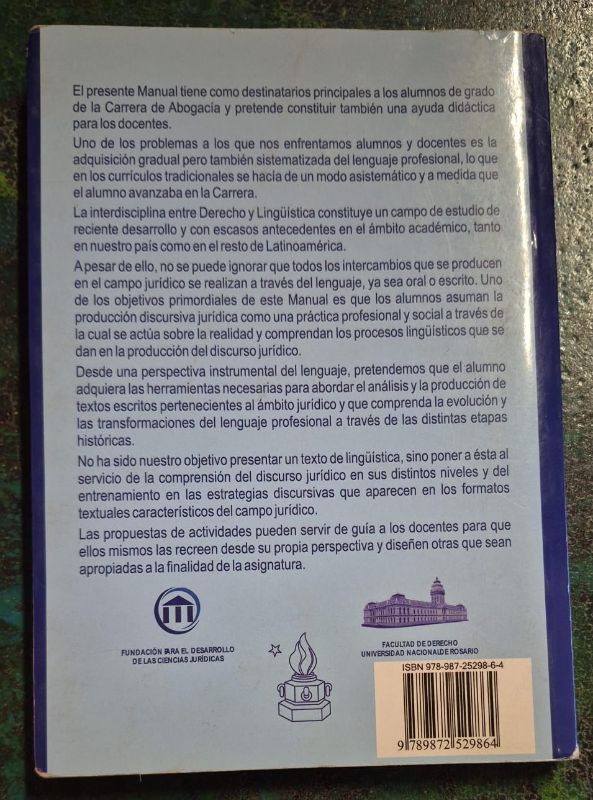 El presente Manual tiene como destinatarios principales a los alumnos de grado
de la Carrera de Abogacía y pretende constituir también una ayuda didáctica
para los docentes.
Uno de los problemas a los que nos enfrentamos alumnos y docentes es la
adquisición gradual pero también sistematizada del lenguaje profesional, lo que
en los currículos tradicionales se hacía de un modo asistemático y a medida que
el alumno avanzaba en la Carrera.
La interdisciplina entre Derecho y Lingüística constituye un campo de estudio de
reciente desarrollo y con escasos antecedentes en el ámbito académico, tanto
en nuestro país como en el resto de Latinoamérica.
A pesar de ello, no se puede ignorar que todos los intercambios que se producen
en el campo jurídico se realizan a través del lenguaje, ya sea oral o escrito. Uno
de los objetivos primordiales de este Manual es que los alumnos asuman la
producción discursiva jurídica como una práctica profesional y social a través de
la cual se actúa sobre la realidad y comprendan los procesos lingüísticos que se
dan en la producción del discurso jurídico.
Desde una perspectiva instrumental del lenguaje, pretendemos que el alumno
adquiera las herramientas necesarias para abordar el análisis y la producción de
textos escritos pertenecientes al ámbito jurídico y que comprenda la evolución y
las transformaciones del lenguaje profesional a través de las distintas etapas
históricas.
No ha sido nuestro objetivo presentar un texto de lingüística, sino poner a ésta al
servicio de la comprensión del discurso jurídico en sus distintos niveles y del
entrenamiento en las estrategias discursivas que aparecen en los formatos
textuales característicos del campo jurídico.
Las propuestas de actividades pueden servir de guía a los docentes para que
ellos mismos las recreen desde su propia perspectiva y diseñen otras que sean
apropiadas a la finalidad de la asignatura.
FUNDACIÓN PARA EL DESARROLLO
DE LAS CIENCIAS JURÍDICAS
FACULTAD DE DERECHO
UNIVERSIDAD NACIONAL DE ROSARIO
ISBN 978-987-25298-6-4
9 789872 529864